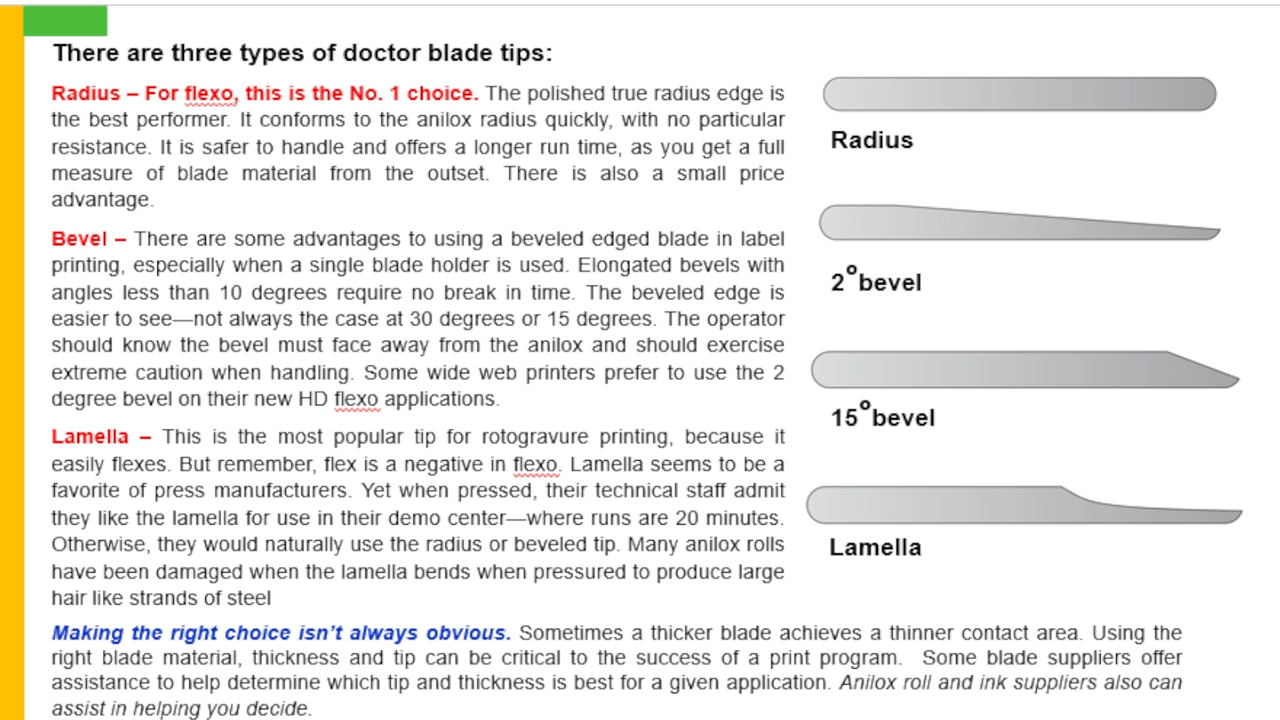 There are three types of doctor blade tips:
Radius – For flexo, this is the No. 1 choice. The polished true radius edge is
the best performer. It conforms to the anilox radius quickly, with no particular
resistance. It is safer to handle and offers a longer run time, as you get a full
measure of blade material from the outset. There is also a small price
advantage.
Bevel – There are some advantages to using a beveled edged blade in label
printing, especially when a single blade holder is used. Elongated bevels with
angles less than 10 degrees require no break in time. The beveled edge is
easier to see—not always the case at 30 degrees or 15 degrees. The operator
should know the bevel must face away from the anilox and should exercise
extreme caution when handling. Some wide web printers prefer to use the 2
degree bevel on their new HD flexo applications.
Lamella – This is the most popular tip for rotogravure printing, because it
easily flexes. But remember, flex is a negative in flexo. Lamella seems to be a
favorite of press manufacturers. Yet when pressed, their technical staff admit
they like the lamella for use in their demo center—where runs are 20 minutes.
Otherwise, they would naturally use the radius or beveled tip. Many anilox rolls
have been damaged when the lamella bends when pressured to produce large
hair like strands of steel
Radius
2° bevel
15° bevel
Lamella
Making the right choice isn’t always obvious. Sometimes a thicker blade achieves a thinner contact area. Using the
right blade material, thickness and tip can be critical to the success of a print program. Some blade suppliers offer
assistance to help determine which tip and thickness is best for a given application. Anilox roll and ink suppliers also can
assist in helping you decide.